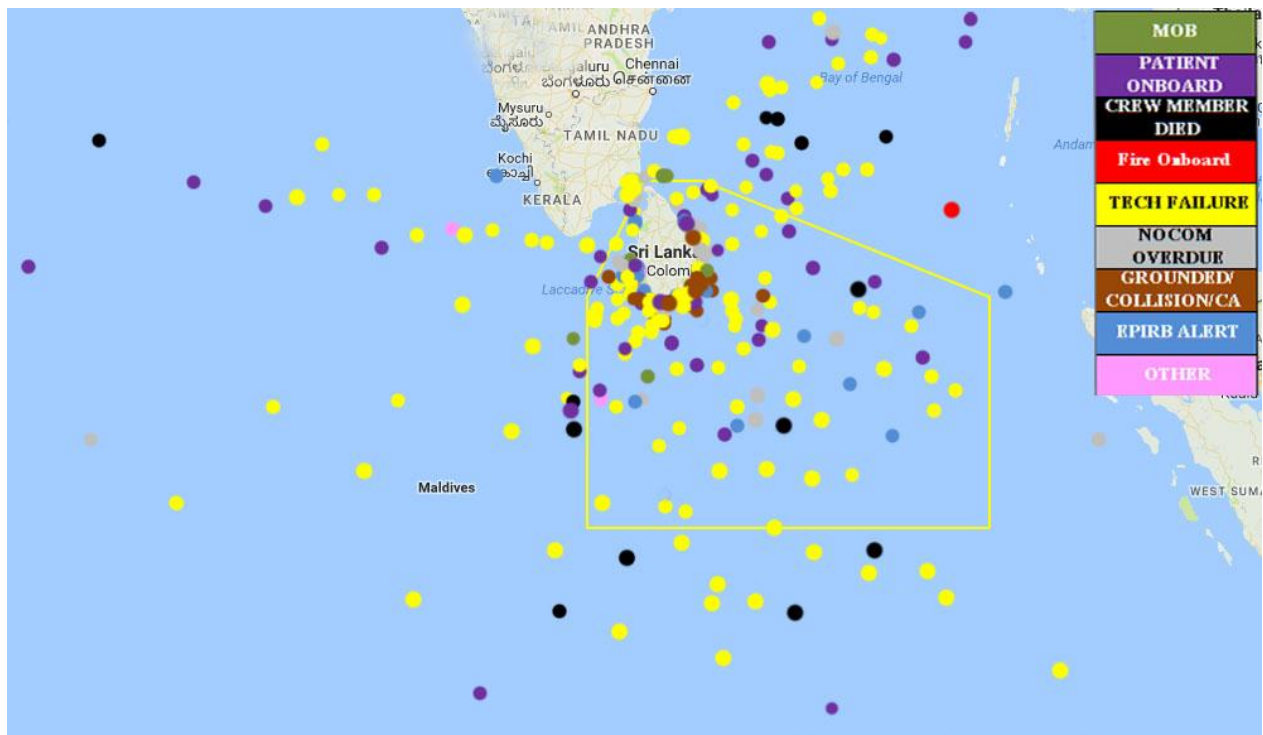 ANDHRA
PRADESH
Chennai
சென்னை
ಬೆಂಗಳೂರು
Bay of Bengal
Mysuru
ಮೈಸೂರು
TAMIL NADU
Kochi
കൊച്ചി
KERALA
Sri Lanka
Colom
Laccadive S
Maldives
WEST SUMA
MOB
PATIENT
ONBOARD
CREW MEMBER
DIED
Fire Onboard
TECH FAILURE
NOCOM
OVERDUE
GROUNDED/
COLLISION/CA
EPIRB ALERT
OTHER